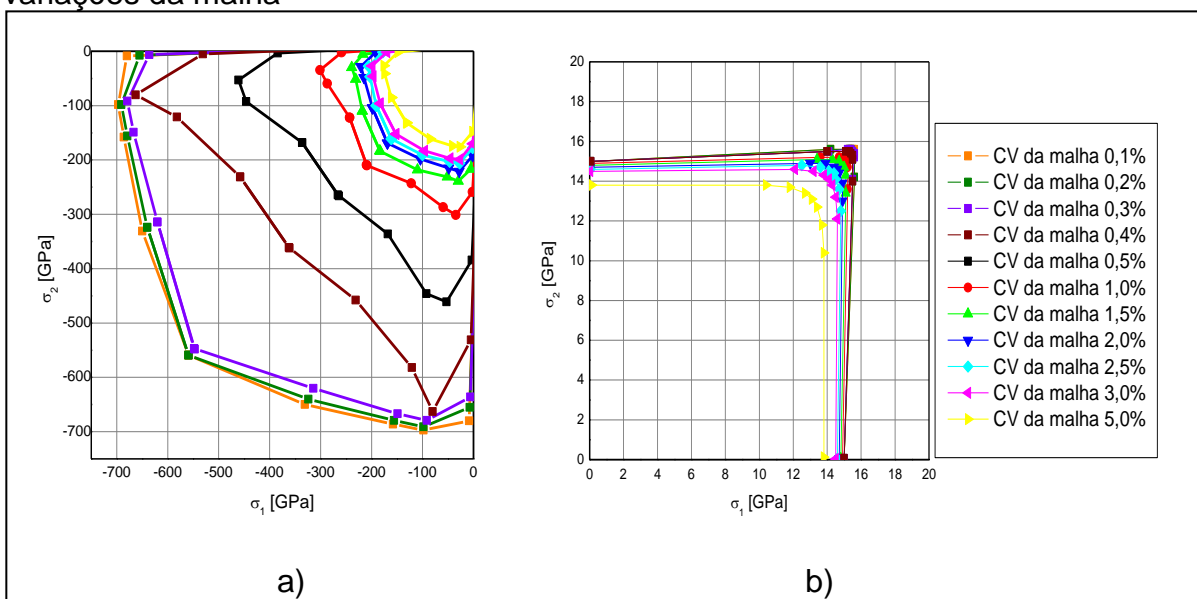 variações da malha
0
-100
-200
-300
-400
-500
-600
-700
σ2 [GPa]
-700 -600 -500 -400 -300 -200 -100 0
σ1 [GPa]
a)
20
18
16
14
12
10
8
6
4
2
0
σ2 [GPa]
0 2 4 6 8 10 12 14 16 18 20
σ1 [GPa]
b)
CV da malha 0,1%
CV da malha 0,2%
CV da malha 0,3%
CV da malha 0,4%
CV da malha 0,5%
CV da malha 1,0%
CV da malha 1,5%
CV da malha 2,0%
CV da malha 2,5%
CV da malha 3,0%
CV da malha 5,0%